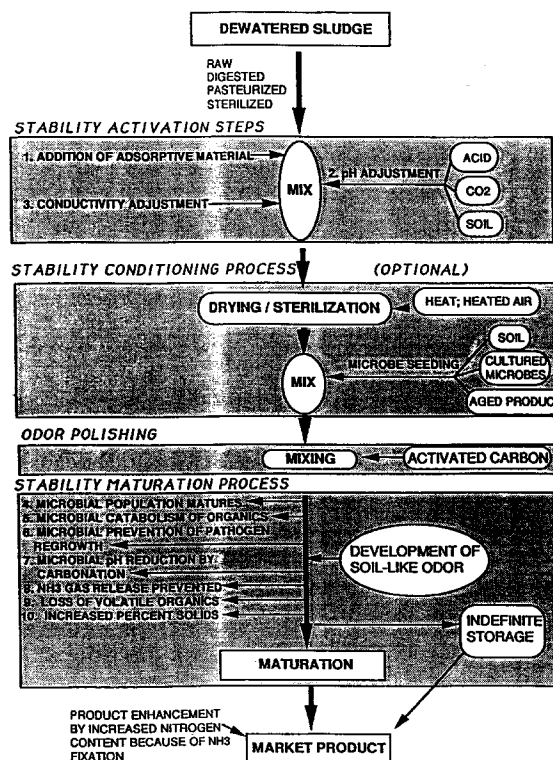 DEWATERED SLUDGE
RAW
DIGESTED
PASTEURIZED
STERILIZED
STABILITY ACTIVATION STEPS
1. ADDITION OF ADSORPTIVE MATERIAL
MIX
2. pH ADJUSTMENT
ACID
CO2
SOIL
3. CONDUCTIVITY ADJUSTMENT
STABILITY CONDITIONING PROCESS (OPTIONAL)
DRYING / STERILIZATION
HEAT; HEATED AIR
MIX
MICROBE SEEDING
SOIL
CULTURED
MICROBES
AGED PRODUC
ODOR POLISHING
MIXING
ACTIVATED CARBON
STABILITY MATURATION PROCESS
4. MICROBIAL POPULATION MATURES
5. MICROBIAL CATABOLISM OF ORGANICS
6. MICROBIAL PREVENTION OF PATHOGEN
REGROWTH
7. MICROBIAL pH REDUCTION BY
CARBONATION
8. NH3 GAS RELEASE PREVENTED
9. LOSS OF VOLATILE ORGANICS
10. INCREASED PERCENT SOLIDS
DEVELOPMENT OF
SOIL-LIKE ODOR
INDEFINITE
STORAGE
MATURATION
PRODUCT ENHANCEMENT
BY INCREASED NITROGEN
CONTENT BECAUSE OF NH3
FIXATION
MARKET PRODUCT